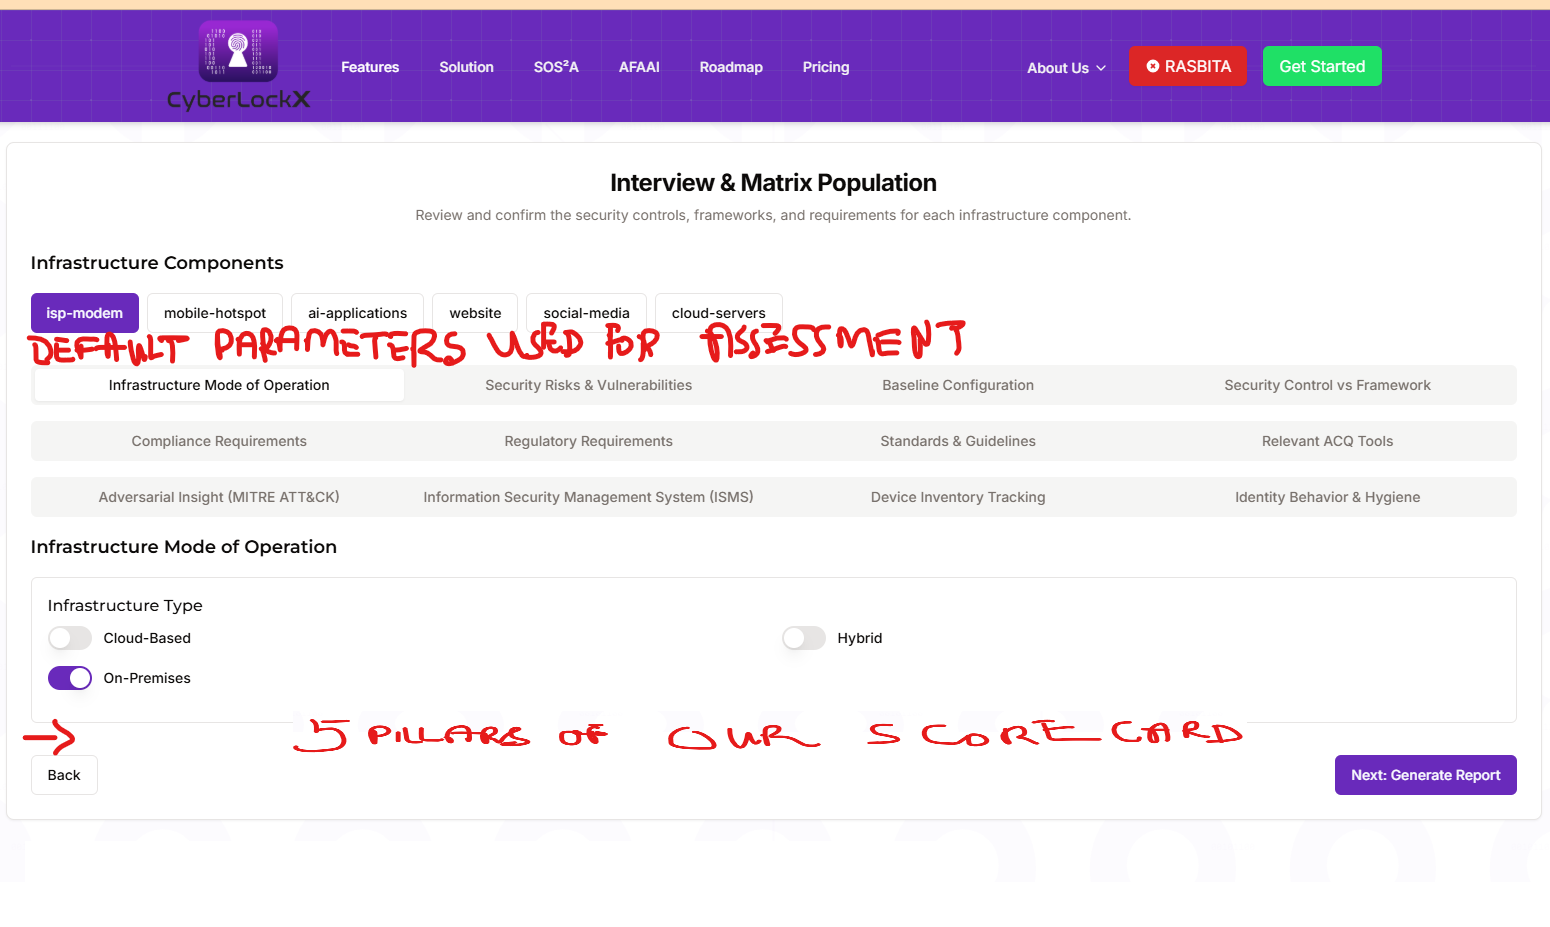 Features Solution SOS²A AFAAI Roadmap Pricing About Us RASBITA Get Started
CyberLockX
Interview & Matrix Population
Review and confirm the security controls, frameworks, and requirements for each infrastructure component.
Infrastructure Components
isp-modem mobile-hotspot ai-applications website social-media cloud-servers
DEFAULT PARAMETERS USED FOR ASSESSMENT
Infrastructure Mode of Operation Security Risks & Vulnerabilities Baseline Configuration Security Control vs Framework
Compliance Requirements Regulatory Requirements Standards & Guidelines Relevant ACQ Tools
Adversarial Insight (MITRE ATT&CK) Information Security Management System (ISMS) Device Inventory Tracking Identity Behavior & Hygiene
Infrastructure Mode of Operation
Infrastructure Type
Cloud-Based Hybrid
On-Premises
→ 5 PILLARS OF OUR SCORECARD
Back Next: Generate Report